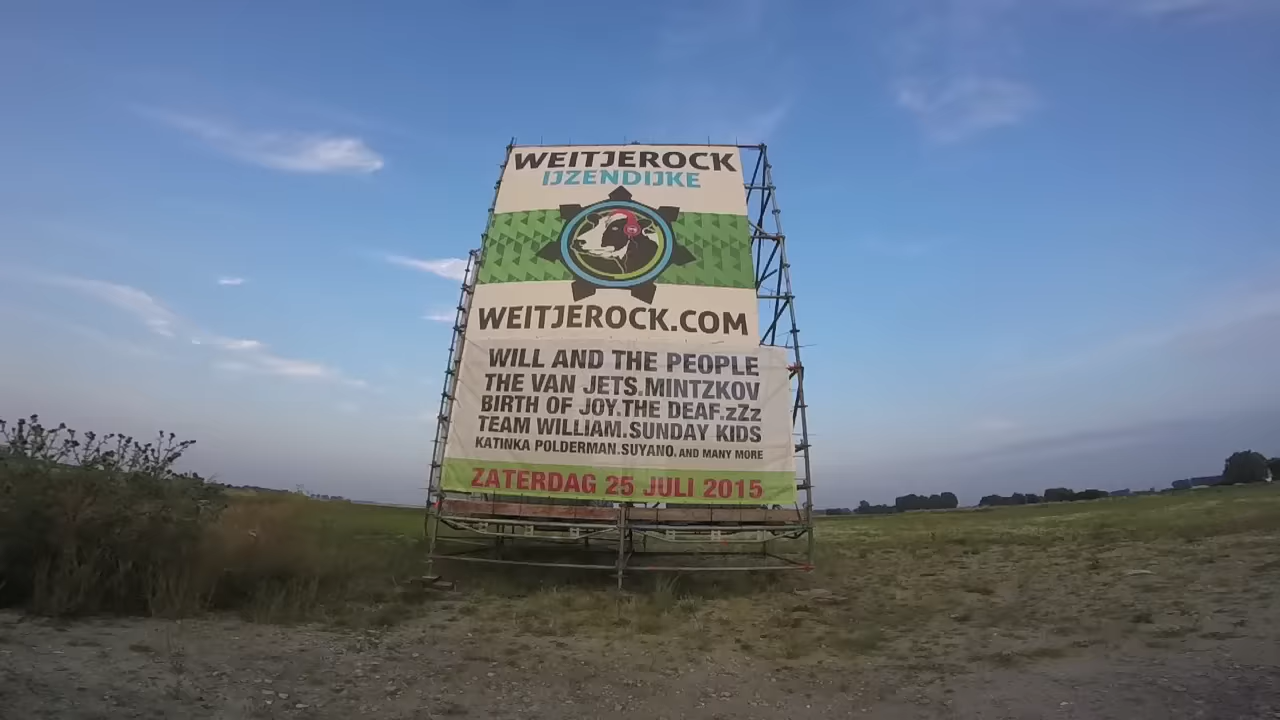 WEITJEROCK
IJZENDIJKE
WEITJEROCK.COM
WILL AND THE PEOPLE
THE VAN JETS.MINTZKOV
BIRTH OF JOY.THE DEAF.zZz
TEAM WILLIAM.SUNDAY KIDS
KATINKA POLDERMAN.SUYANO. AND MANY MORE
ZATERDAG 25 JULI 2015